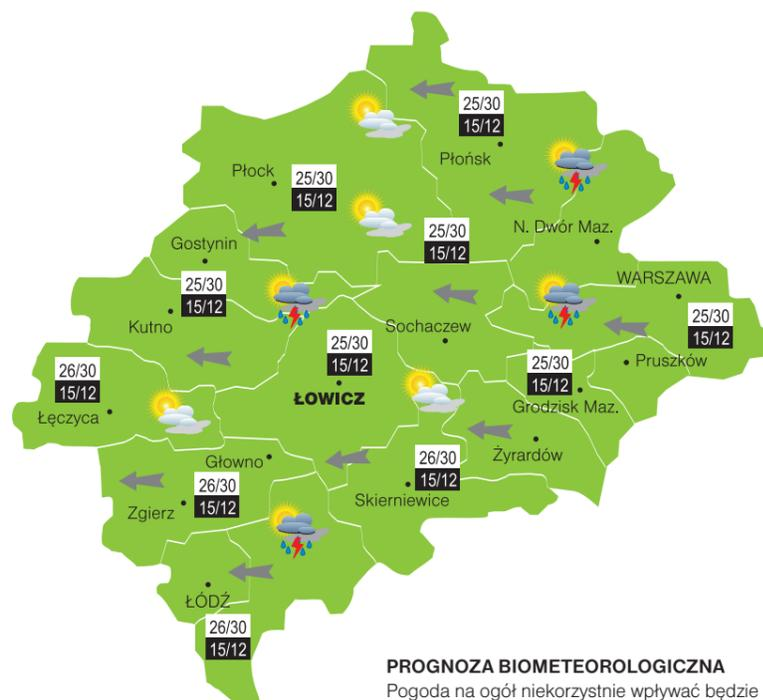 25/30
15/12
Płońsk
Płock
25/30
15/12
N. Dwór Maz.
25/30
15/12
Gostynin
WARSZAWA
25/30
15/12
Kutno
Sochaczew
25/30
15/12
25/30
15/12
ŁOWICZ
Pruszków
25/30
15/12
Grodzisk Maz.
26/30
15/12
Łęczyca
Żyrardów
Głowno
26/30
15/12
Skierniewice
26/30
15/12
Zgierz
ŁÓDŹ
26/30
15/12
PROGNOZA BIOMETEOROLOGICZNA
Pogoda na ogół niekorzystnie wpływać będzie